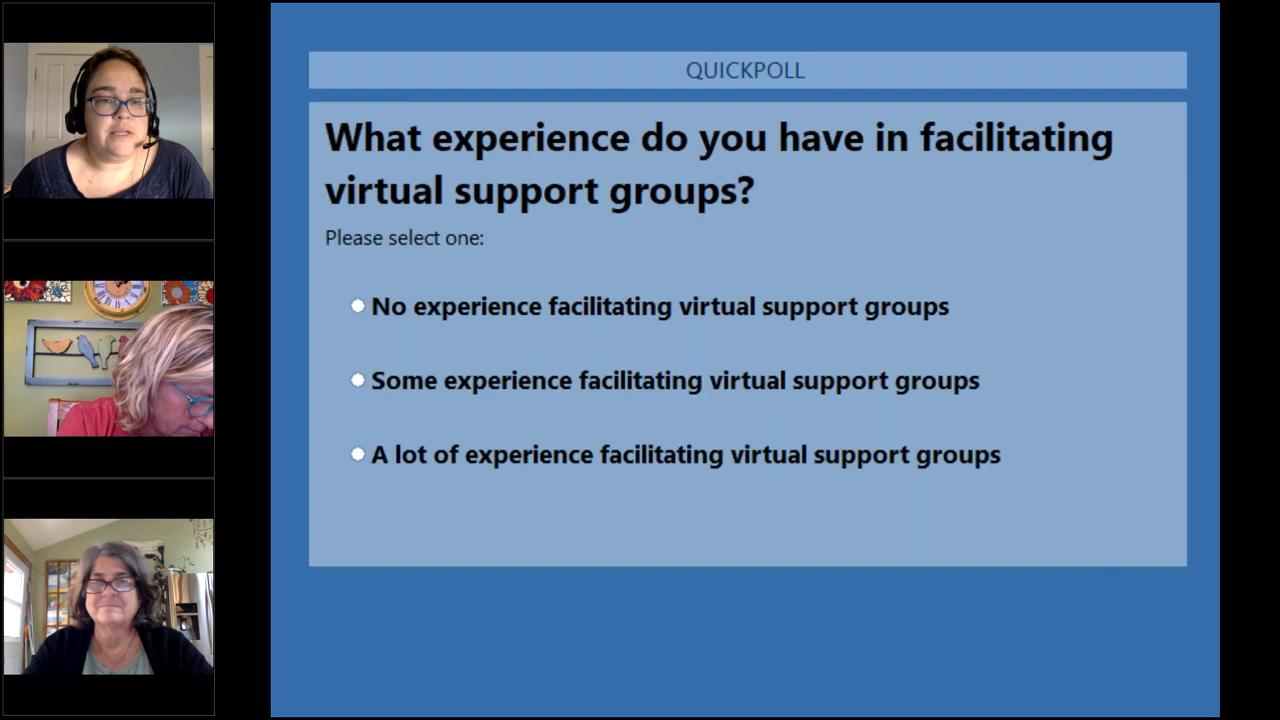 QUICKPOLL
What experience do you have in facilitating
virtual support groups?
Please select one:
No experience facilitating virtual support groups
Some experience facilitating virtual support groups
A lot of experience facilitating virtual support groups